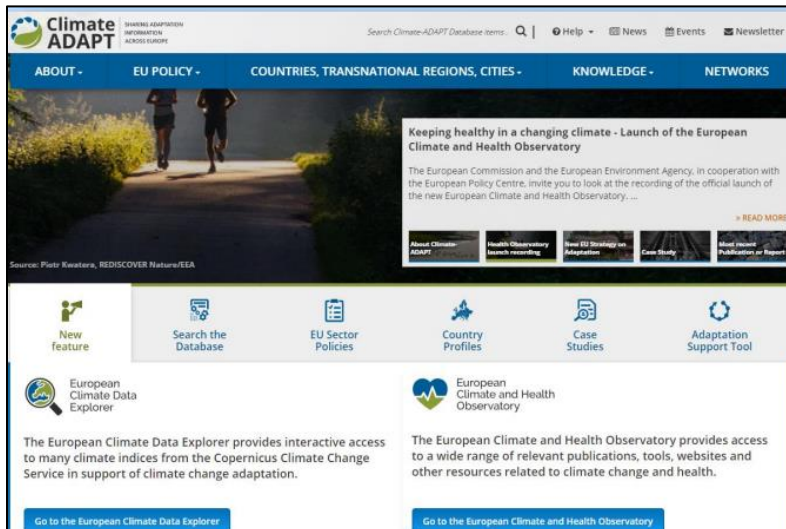 Climate
ADAPT
SHARING ADAPTATION
INFORMATION
ACROSS EUROPE
Search Climate-ADAPT Database items...
Help
News
Events
Newsletter
ABOUT
EU POLICY
COUNTRIES, TRANSNATIONAL REGIONS, CITIES
KNOWLEDGE
NETWORKS
Keeping healthy in a changing climate - Launch of the European
Climate and Health Observatory
The European Commission and the European Environment Agency, in cooperation with
the European Policy Centre, invite you to look at the recording of the official launch of
the new European Climate and Health Observatory. ...
» READ MORE
About Climate-
ADAPT
Health Observatory
launch recording
New EU Strategy on
Adaptation
Case Study
Most recent
Publication or Report
Source: Piotr Kwatera, REDISCOVER Nature/EEA
New
feature
Search the
Database
EU Sector
Policies
Country
Profiles
Case
Studies
Adaptation
Support Tool
European
Climate Data
Explorer
The European Climate Data Explorer provides interactive access
to many climate indices from the Copernicus Climate Change
Service in support of climate change adaptation.
Go to the European Climate Data Explorer
European
Climate and Health
Observatory
The European Climate and Health Observatory provides access
to a wide range of relevant publications, tools, websites and
other resources related to climate change and health.
Go to the European Climate and Health Observatory